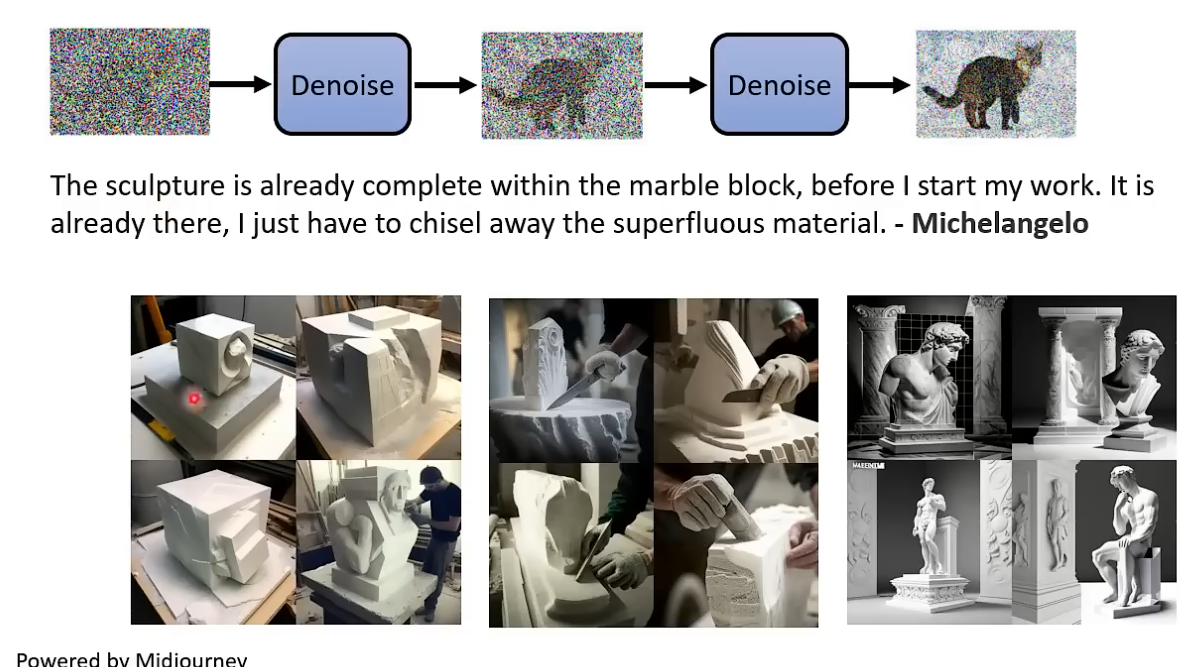 Denoise
Denoise
The sculpture is already complete within the marble block, before I start my work. It is
already there, I just have to chisel away the superfluous material. - Michelangelo
Powered by Midjourney